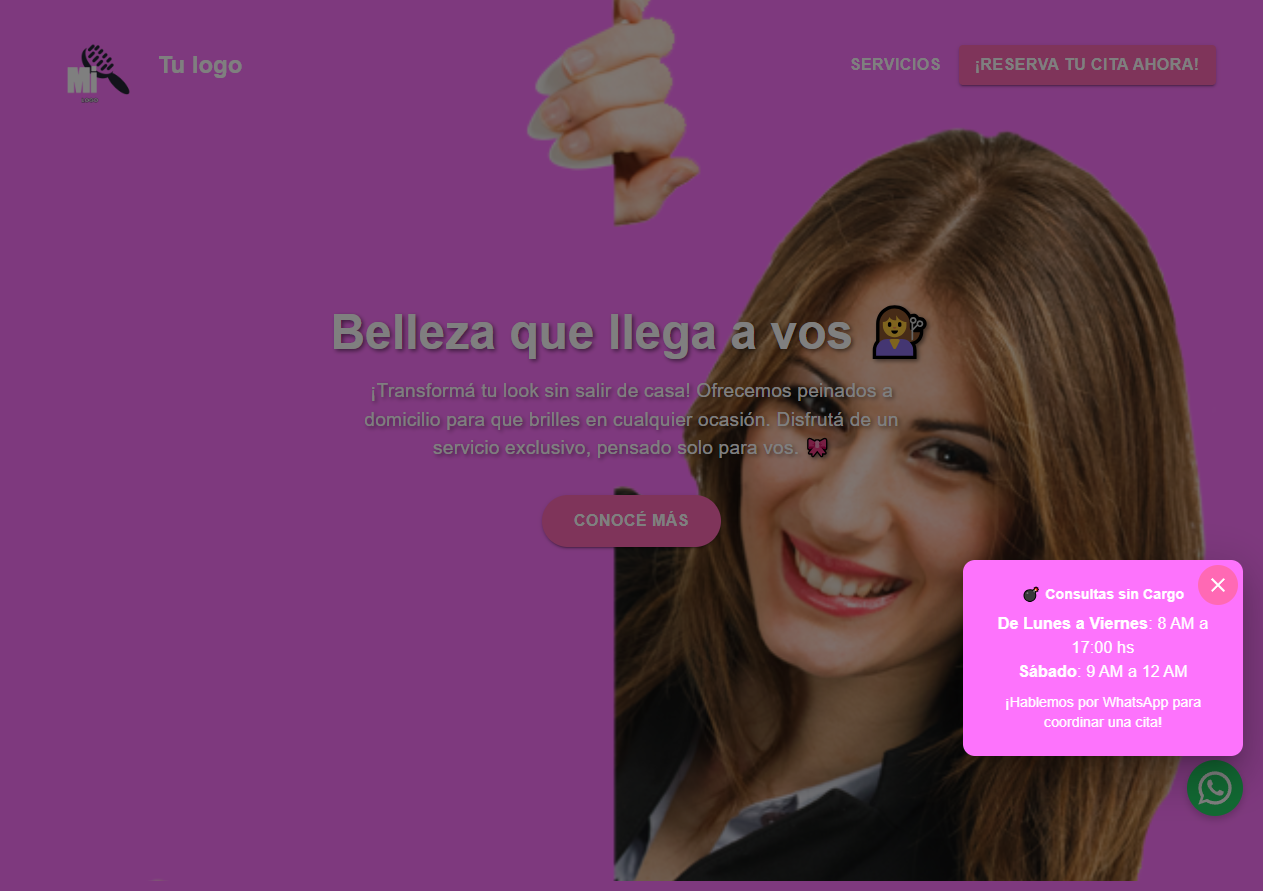 Mi
Tu logo
SERVICIOS
¡RESERVA TU CITA AHORA!
Belleza que llega a vos
¡Transformá tu look sin salir de casa! Ofrecemos peinados a
domicilio para que brilles en cualquier ocasión. Disfrutá de un
servicio exclusivo, pensado solo para vos.
CONOCÉ MÁS
Consultas sin Cargo
De Lunes a Viernes: 8 AM a
17:00 hs
Sábado: 9 AM a 12 AM
¡Hablemos por WhatsApp para
coordinar una cita!